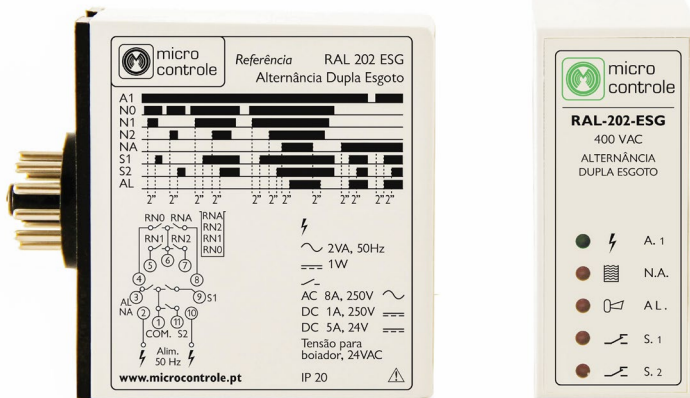 micro
controle
Referência RAL 202 ESG
Alternância Dupla Esgoto
A1
N0
N1
N2
NA
S1
S2
AL
2" 2" 2" 2" 2" 2" 2" 2" 2"
RN0 RNA
RN1 RN2
RNA
RN2
RN1
RN0
5 6 7
4 8
AL 3 9 S1
NA 2 1 11 10
COM. S2
Alim.
50 Hz
2VA, 50Hz
1W
AC 8A, 250V
DC 1A, 250V
DC 5A, 24V
Tensão para
boiador, 24VAC
www.microcontrole.pt IP 20
micro
controle
RAL-202-ESG
400 VAC
ALTERNÂNCIA
DUPLA ESGOTO
A. 1
N.A.
AL.
S. 1
S. 2